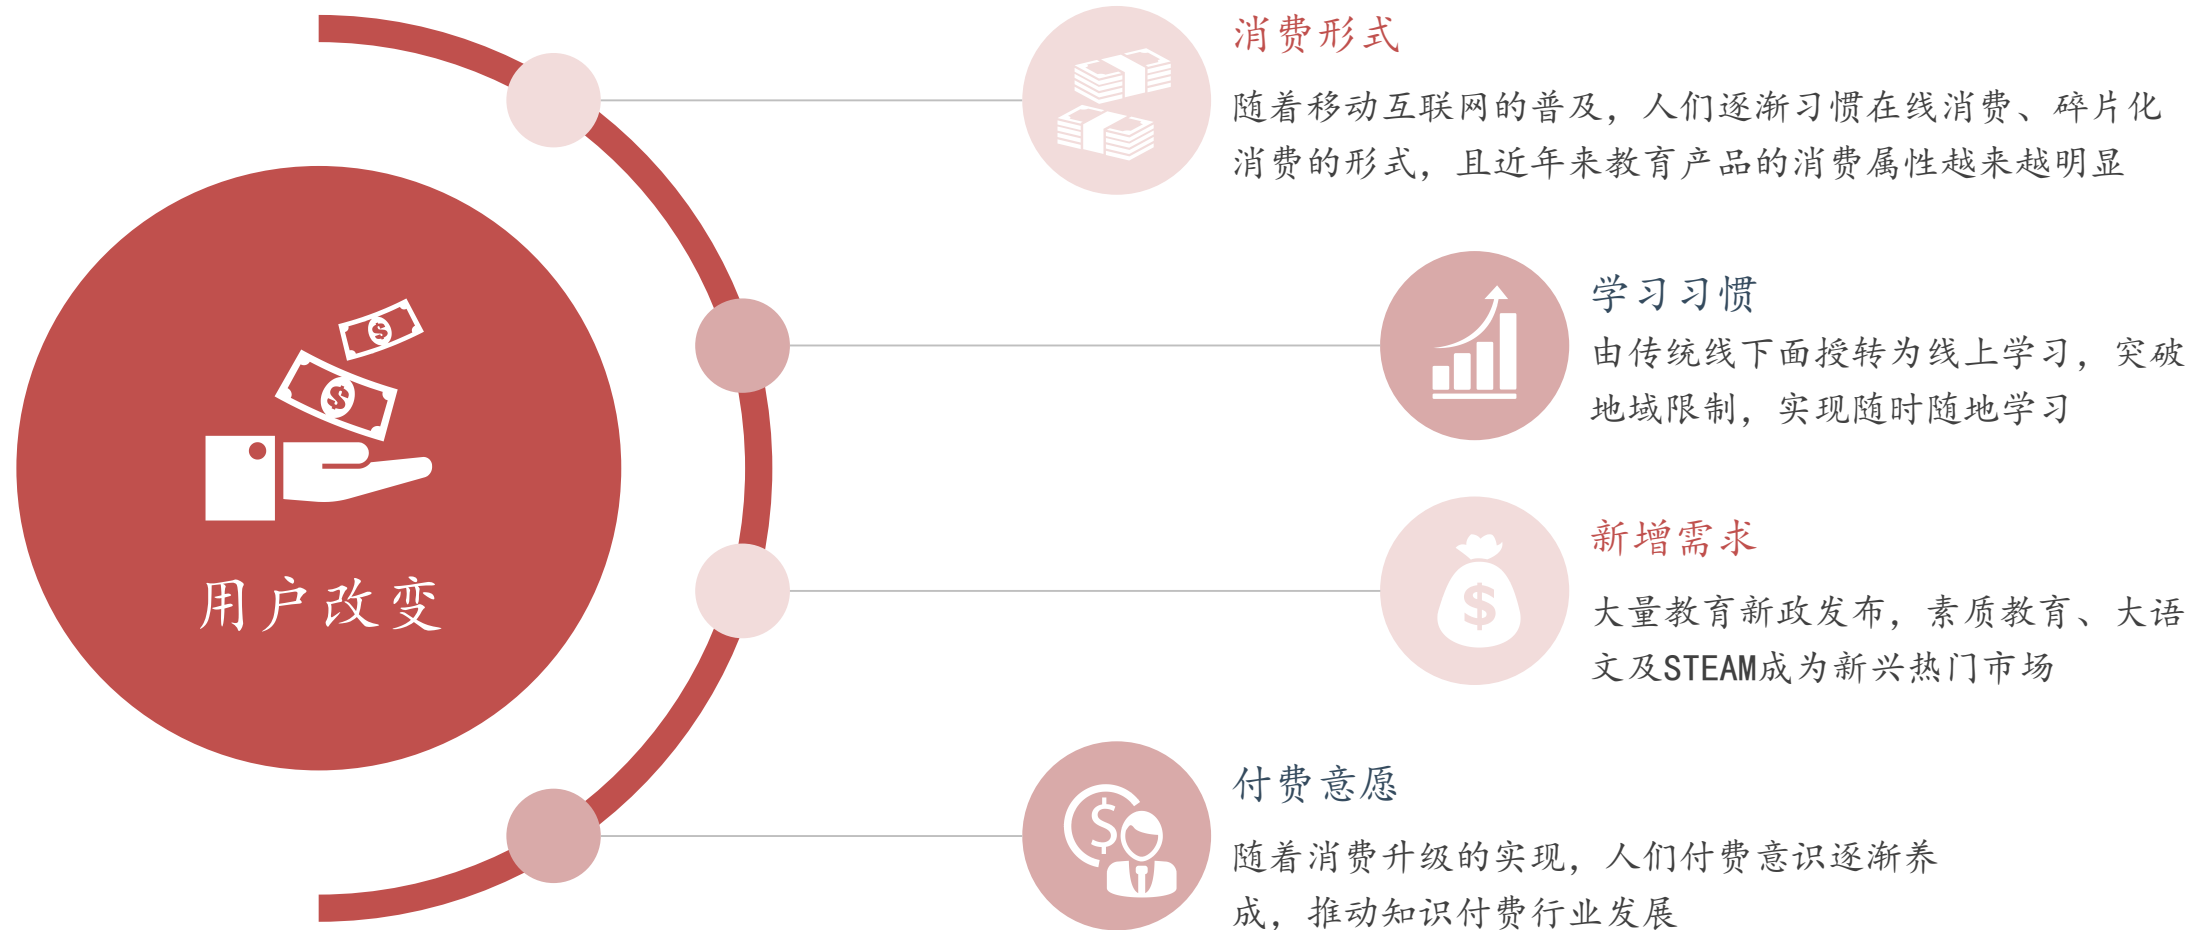 消费形式
随着移动互联网的普及，人们逐渐习惯在线消费、碎片化
消费的形式，且近年来教育产品的消费属性越来越明显
学习习惯
由传统线下面授转为线上学习，突破
地域限制，实现随时随地学习
用户改变
新增需求
大量教育新政发布，素质教育、大语
文及STEAM成为新兴热门市场
付费意愿
随着消费升级的实现，人们付费意识逐渐养
成，推动知识付费行业发展